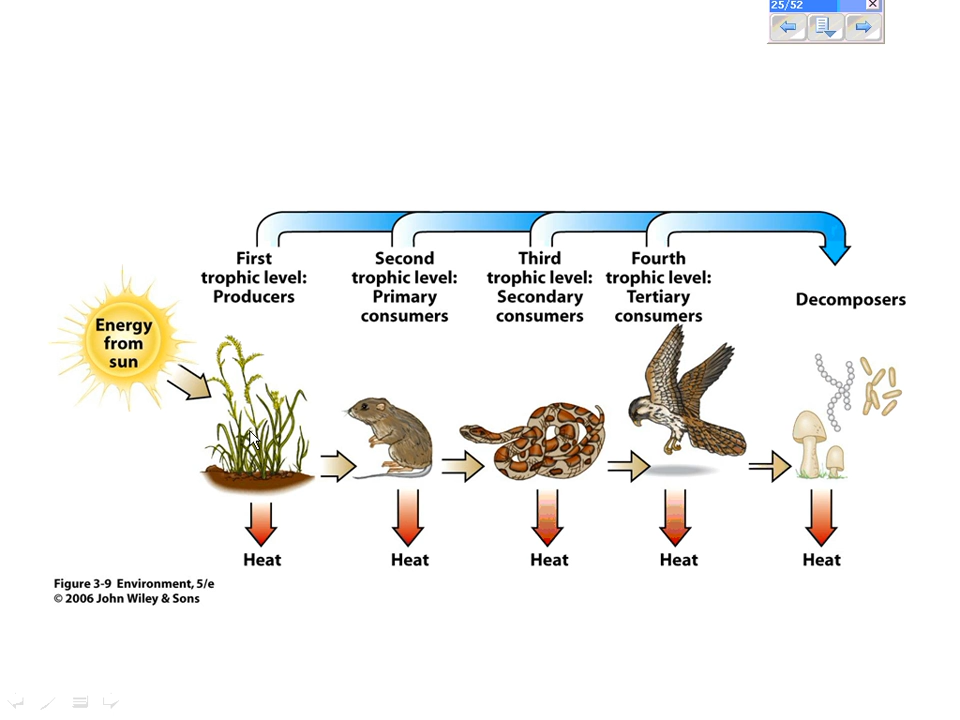 25/52
First
trophic level:
Producers
Second
trophic level:
Primary
consumers
Third
trophic level:
Secondary
consumers
Fourth
trophic level:
Tertiary
consumers
Decomposers
Energy
from
sun
Heat
Heat
Heat
Heat
Heat
Figure 3-9 Environment, 5/e
© 2006 John Wiley & Sons